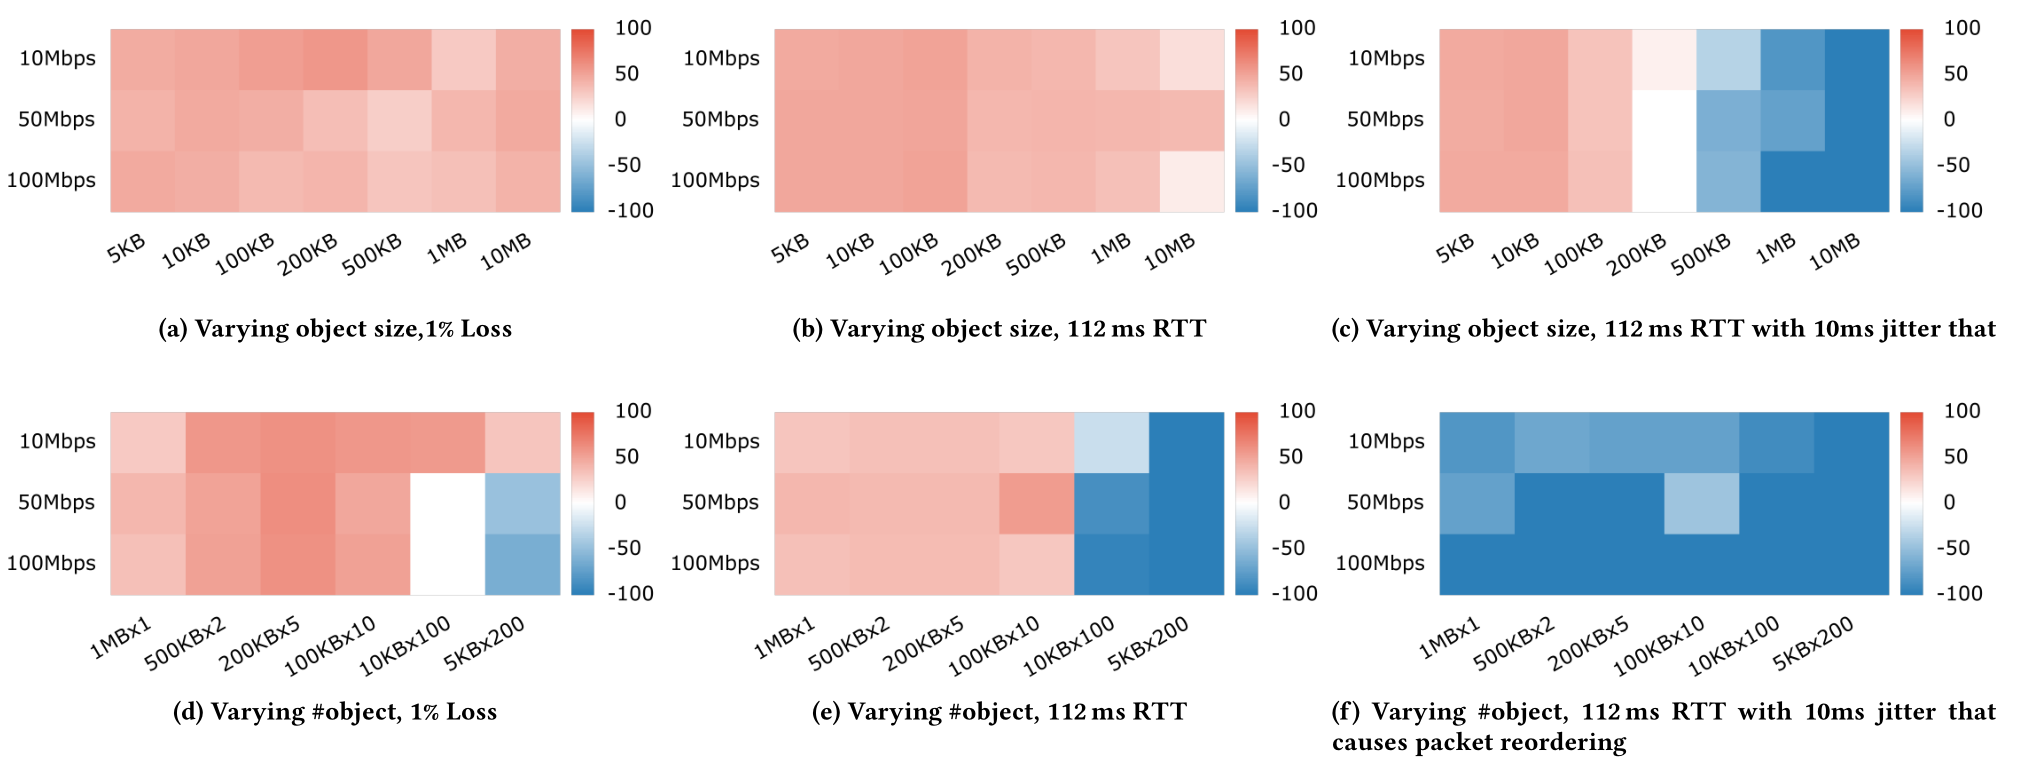 10Mbps
50Mbps
100Mbps
100
50
0
-50
-100
5KB 10KB 100KB 200KB 500KB 1MB 10MB
(a) Varying object size,1% Loss
10Mbps
50Mbps
100Mbps
100
50
0
-50
-100
5KB 10KB 100KB 200KB 500KB 1MB 10MB
(b) Varying object size, 112 ms RTT
10Mbps
50Mbps
100Mbps
100
50
0
-50
-100
5KB 10KB 100KB 200KB 500KB 1MB 10MB
(c) Varying object size, 112 ms RTT with 10ms jitter that
10Mbps
50Mbps
100Mbps
100
50
0
-50
-100
1MBx1 500KBx2 200KBx5 100KBx10 10KBx100 5KBx200
(d) Varying #object, 1% Loss
10Mbps
50Mbps
100Mbps
100
50
0
-50
-100
1MBx1 500KBx2 200KBx5 100KBx10 10KBx100 5KBx200
(e) Varying #object, 112 ms RTT
10Mbps
50Mbps
100Mbps
100
50
0
-50
-100
1MBx1 500KBx2 200KBx5 100KBx10 10KBx100 5KBx200
(f) Varying #object, 112 ms RTT with 10ms jitter that
causes packet reordering